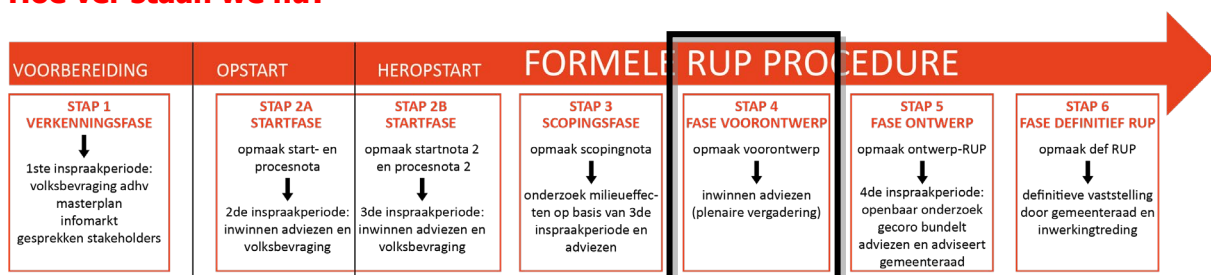 Hoe ver staan we nu?
VOORBEREIDING
OPSTART
HEROPSTART
FORMELE RUP PROCEDURE
STAP 1
VERKENNINGSFASE
1ste inspraakperiode:
volksbevraging adhv
masterplan
infomarkt
gesprekken stakeholders
STAP 2A
STARTFASE
opmaak start- en
procesnota
2de inspraakperiode:
inwinnen adviezen en
volksbevraging
STAP 2B
STARTFASE
opmaak startnota 2
en procesnota 2
3de inspraakperiode:
inwinnen adviezen en
volksbevraging
STAP 3
SCOPINGSFASE
opmaak scopingnota
onderzoek milieueffec-
ten op basis van 3de
inspraakperiode en
adviezen
STAP 4
FASE VOORONTWERP
opmaak voorontwerp
inwinnen adviezen
(plenaire vergadering)
STAP 5
FASE ONTWERP
opmaak ontwerp-RUP
4de inspraakperiode:
openbaar onderzoek
gecoro bundelt
adviezen en adviseert
gemeenteraad
STAP 6
FASE DEFINITIEF RUP
opmaak def RUP
definitieve vaststelling
door gemeenteraad en
inwerkingtreding